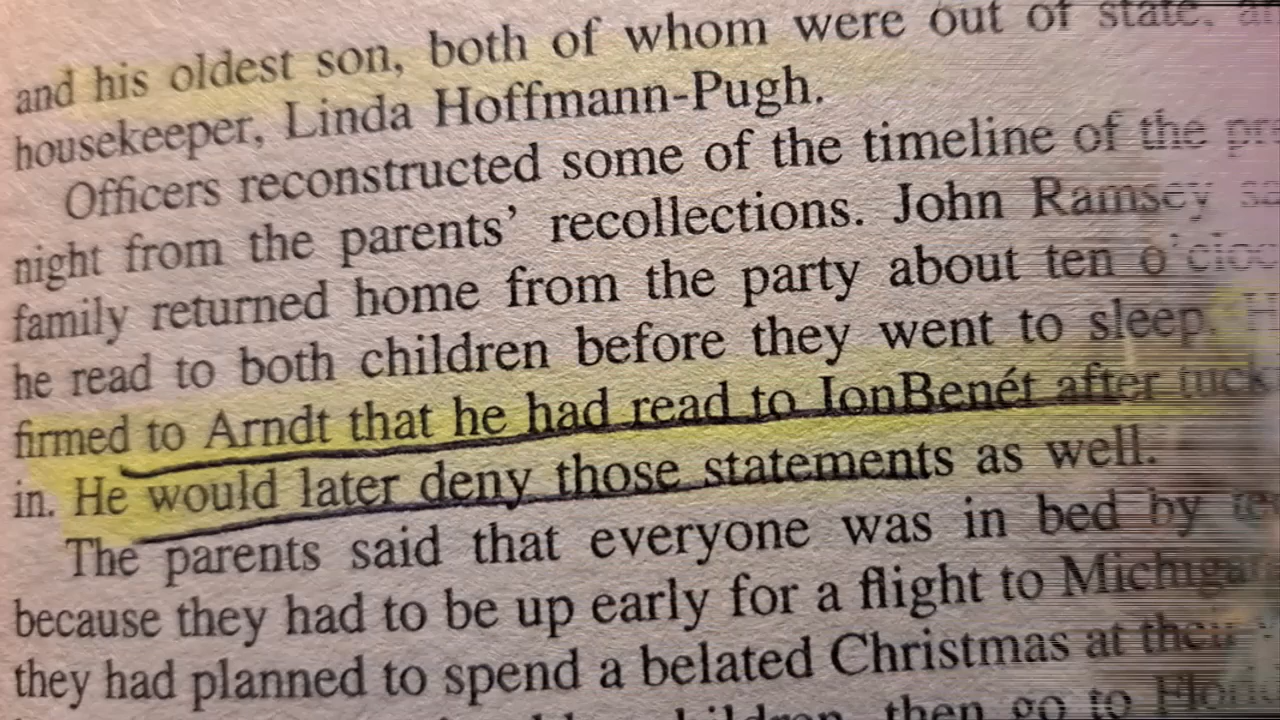 and his oldest son, both of whom were out of state,
housekeeper, Linda Hoffmann-Pugh.
Officers reconstructed some of the timeline of the
night from the parents’ recollections. John Ramsey
family returned home from the party about ten
he read to both children before they went to sleep.
firmed to Arndt that he had read to JonBenét after
in. He would later deny those statements as well.
The parents said that everyone was in bed by
because they had to be up early for a flight to
they had planned to spend a belated Christmas at their
then go to